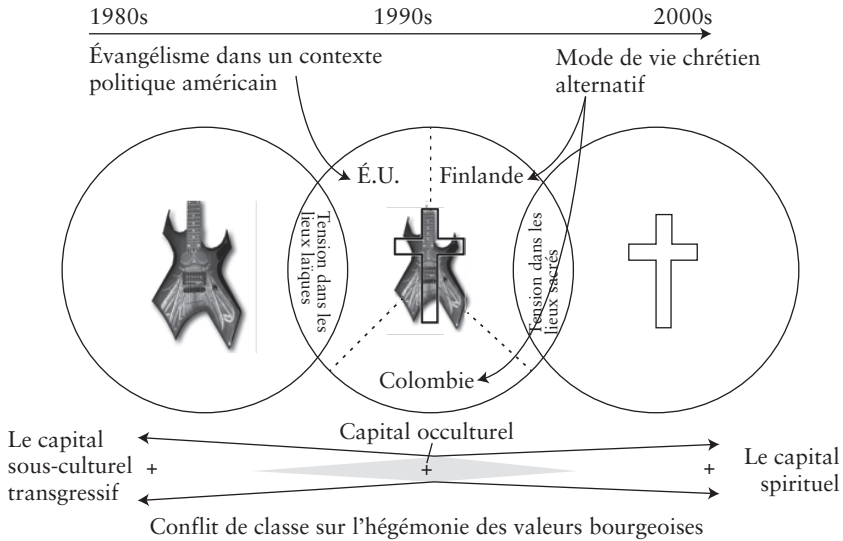 1980s 1990s 2000s
Évangélisme dans un contexte
politique américain
Mode de vie chrétien
alternatif
É.U.
Finlande
Tension dans les
lieux laïques
Tension dans les
lieux sacrés
Colombie
Capital occulturel
Le capital
sous-culturel +
transgressif
+
+ Le capital
spirituel
Conflit de classe sur l'hégémonie des valeurs bourgeoises